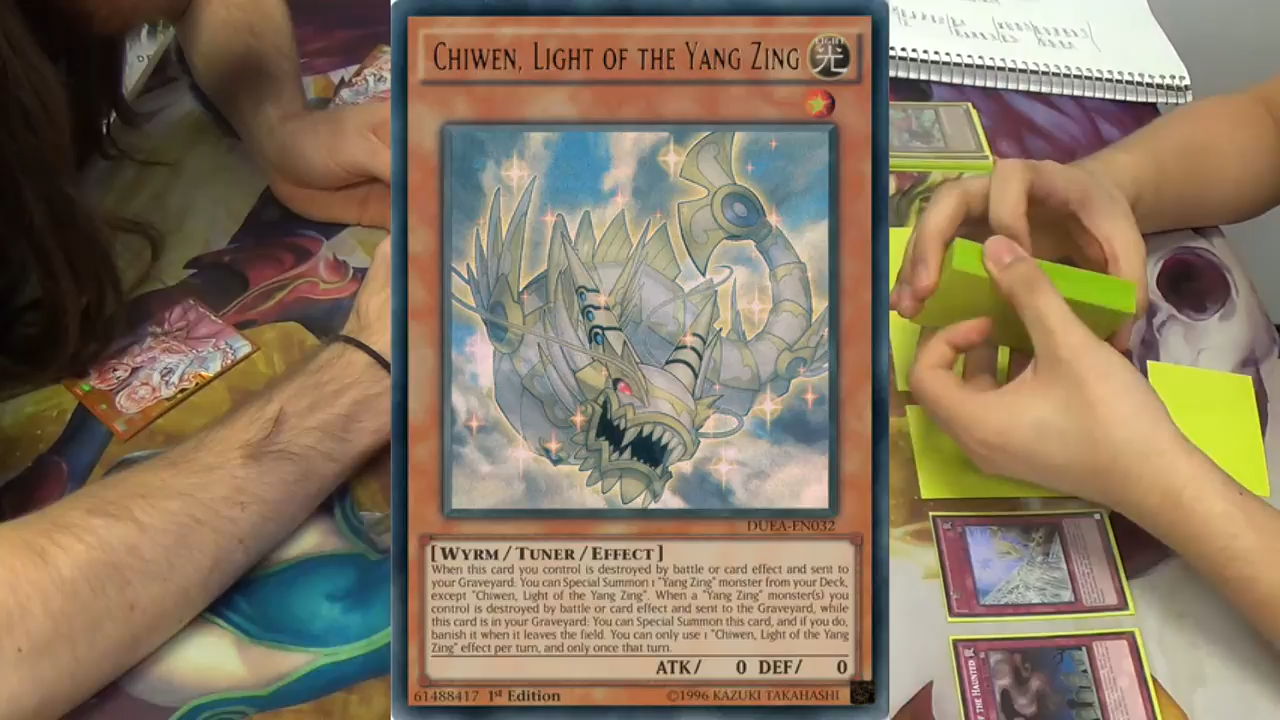 CHIWEN, LIGHT OF THE YANG ZING
LIGHT
光
DUEA-EN032
[WYRM/TUNER/EFFECT]
When this card you control is destroyed by battle or card effect and sent to
your Graveyard: You can Special Summon 1 "Yang Zing" monster from your Deck,
except "Chiwen, Light of the Yang Zing". When a "Yang Zing" monster(s) you
control is destroyed by battle or card effect and sent to the Graveyard, while
this card is in your Graveyard: You can Special Summon this card, and if you do,
banish it when it leaves the field. You can only use 1 "Chiwen, Light of the Yang
Zing" effect per turn, and only once that turn.
ATK/ 0 DEF/ 0
61488417 1st Edition ©1996 KAZUKI TAKAHASHI
OF THE HAUNTED